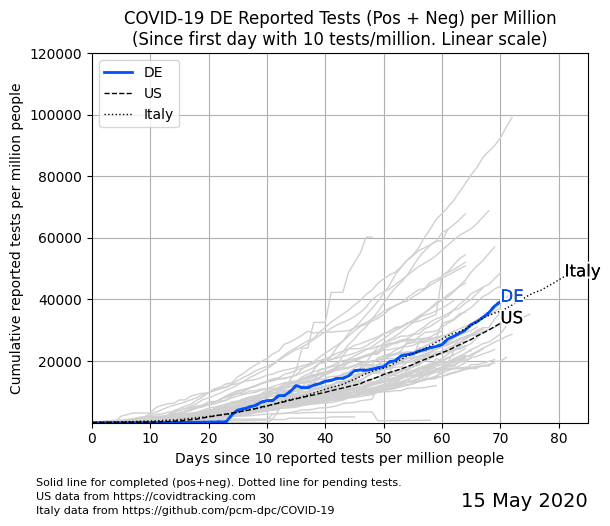 COVID-19 DE Reported Tests (Pos + Neg) per Million
(Since first day with 10 tests/million. Linear scale)
DE
US
Italy
Cumulative reported tests per million people
120000
100000
80000
60000
40000
20000
Italy
DE
US
0 10 20 30 40 50 60 70 80
Days since 10 reported tests per million people
Solid line for completed (pos+neg). Dotted line for pending tests.
US data from https://covidtracking.com
Italy data from https://github.com/pcm-dpc/COVID-19
15 May 2020